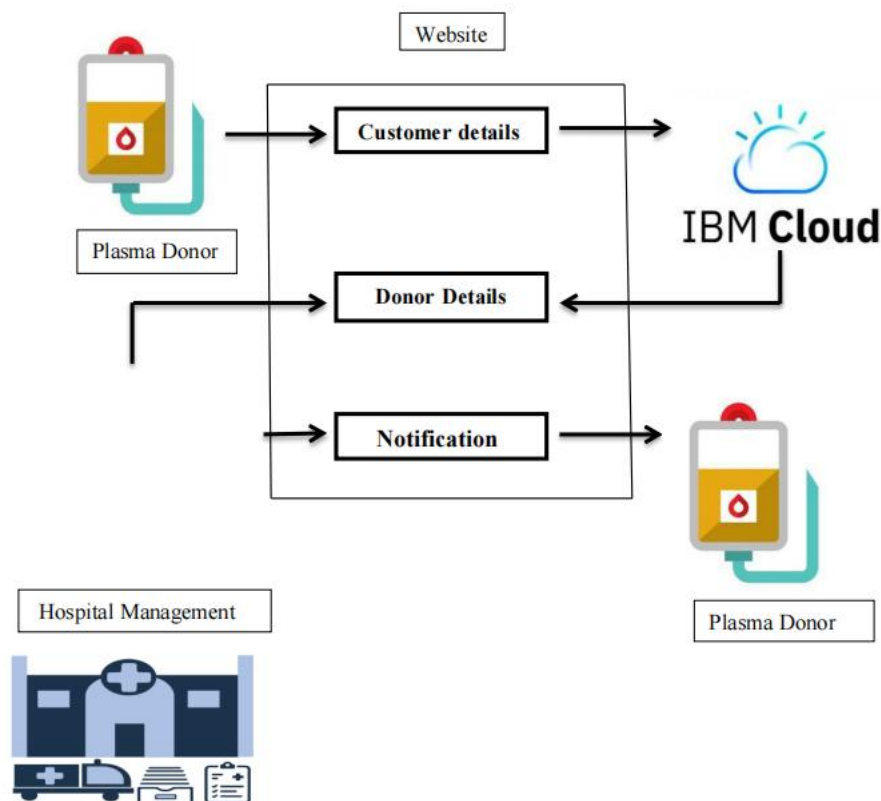 Website
Customer details
IBM Cloud
Plasma Donor
Donor Details
Notification
Hospital Management
Plasma Donor